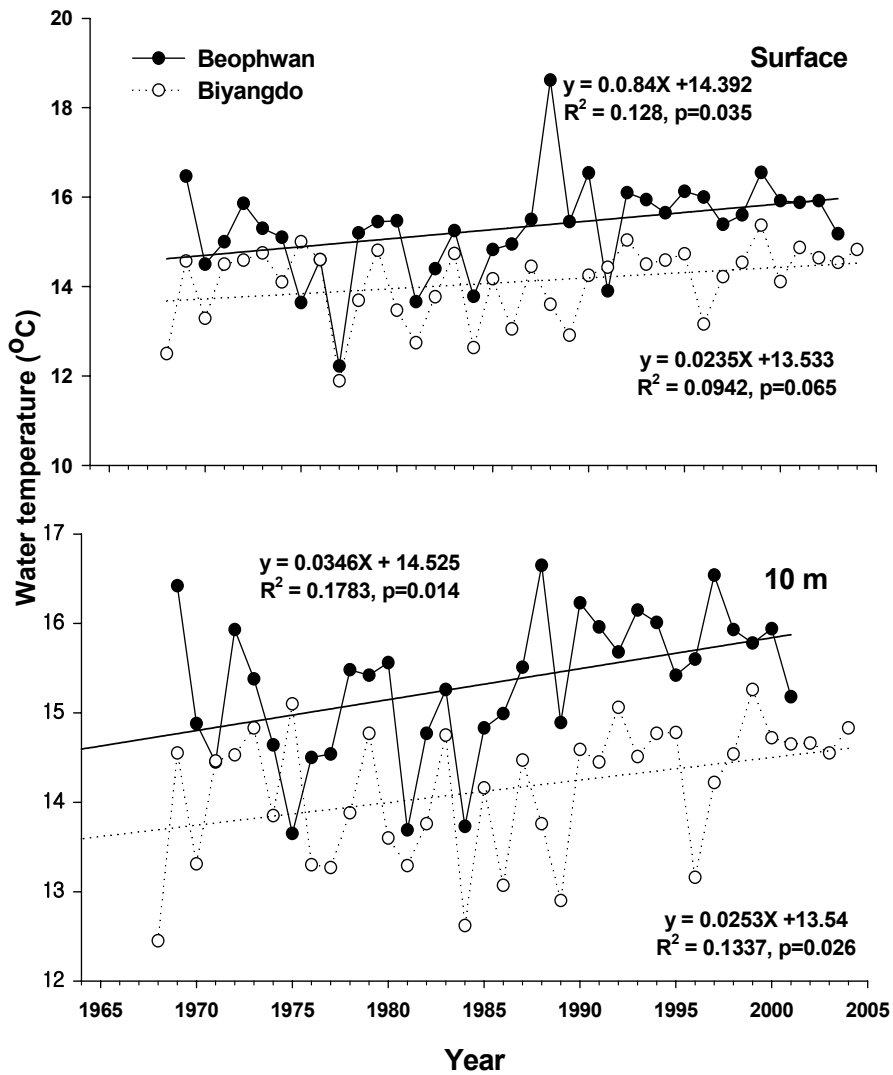 20
Beophwan
Surface
Biyangdo
y = 0.0.84X +14.392
R² = 0.128, p=0.035
18
16
14
12
y = 0.0235X +13.533
R² = 0.0942, p=0.065
10
Water temperature (°C)
17
y = 0.0346X + 14.525
R² = 0.1783, p=0.014
10 m
16
15
14
13
y = 0.0253X +13.54
R² = 0.1337, p=0.026
12
1965 1970 1975 1980 1985 1990 1995 2000 2005
Year